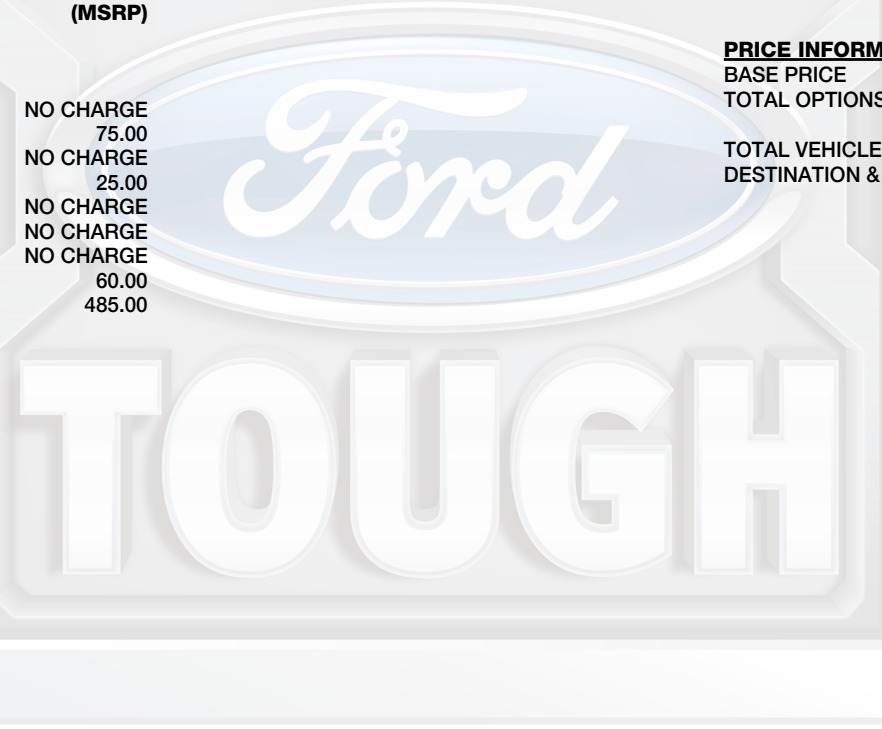 (MSRP)
NO CHARGE
75.00
NO CHARGE
25.00
NO CHARGE
NO CHARGE
NO CHARGE
60.00
485.00
PRICE INFORM
BASE PRICE
TOTAL OPTIONS
TOTAL VEHICLE
DESTINATION &
Ford
TOUGH